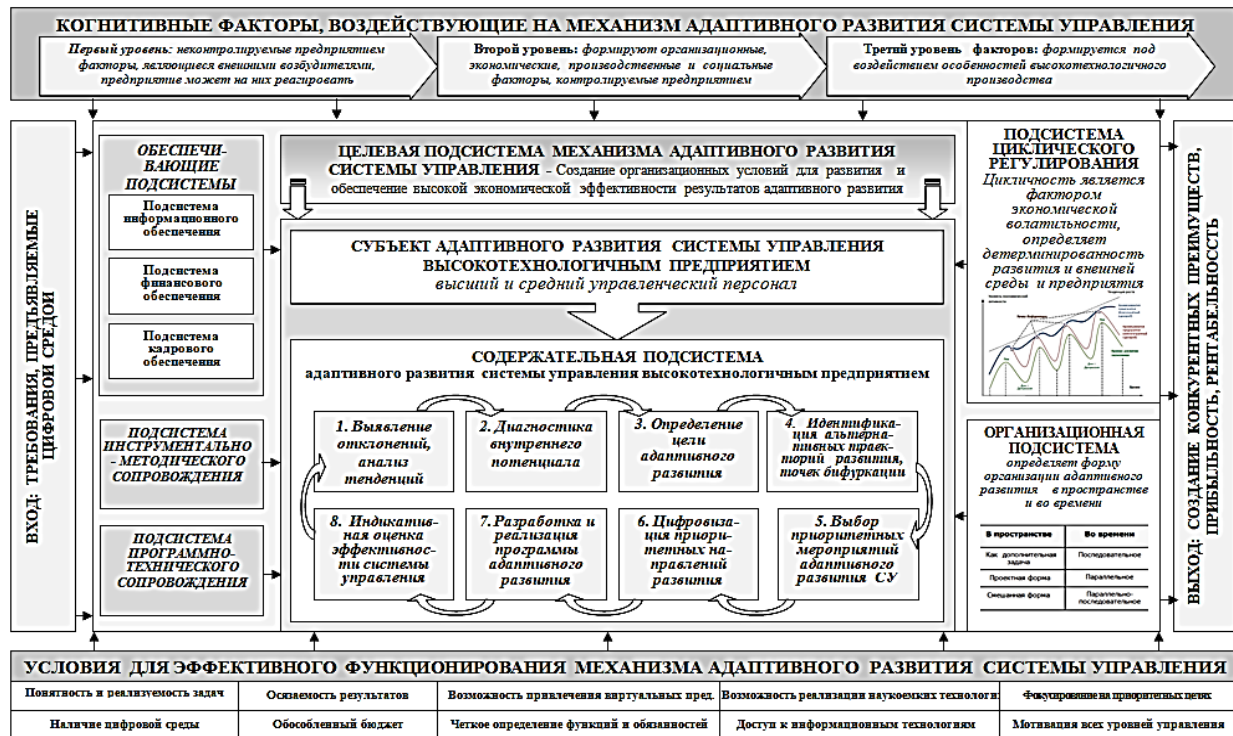 КОГНИТИВНЫЕ ФАКТОРЫ, ВОЗДЕЙСТВУЮЩИЕ НА МЕХАНИЗМ АДАПТИВНОГО РАЗВИТИЯ СИСТЕМЫ УПРАВЛЕНИЯ
Первый уровень: неконтролируемые предприятием
факторы, являющиеся внешними возбудителями,
предприятие может на них реагировать
Второй уровень: формируют организационные,
экономические, производственные и социальные
факторы, контролируемые предприятием
Третий уровень факторов: формируется под
воздействием особенностей высокотехнологичного
производства
ВХОД: ТРЕБОВАНИЯ, ПРЕДЪЯВЛЯЕМЫЕ
ЦИФРОВОЙ СРЕДОЙ
ОБЕСПЕЧИ-
ВАЮЩИЕ
ПОДСИСТЕМЫ
Подсистема
информационного
обеспечения
Подсистема
финансового
обеспечения
Подсистема
кадрового
обеспечения
ПОДСИСТЕМА
ИНСТРУМЕНТАЛЬНО
- МЕТОДИЧЕСКОГО
СОПРОВОЖДЕНИЯ
ПОДСИСТЕМА
ПРОГРАММНО-
ТЕХНИЧЕСКОГО
СОПРОВОЖДЕНИЯ
ЦЕЛЕВАЯ ПОДСИСТЕМА МЕХАНИЗМА АДАПТИВНОГО РАЗВИТИЯ
СИСТЕМЫ УПРАВЛЕНИЯ – Создание организационных условий для развития и
обеспечение высокой экономической эффективности результатов адаптивного развития
СУБЪЕКТ АДАПТИВНОГО РАЗВИТИЯ СИСТЕМЫ УПРАВЛЕНИЯ
ВЫСОКОТЕХНОЛОГИЧНЫМ ПРЕДПРИЯТИЕМ
высший и средний управленческий персонал
СОДЕРЖАТЕЛЬНАЯ ПОДСИСТЕМА
адаптивного развития системы управления высокотехнологичным предприятием
1. Выявление
отклонений,
анализ
тенденций
2. Диагностика
внутреннего
потенциала
3. Определение
цели
адаптивного
развития
4. Идентифика-
ция альтерна-
тивных траек-
торий развития,
точек бифуркации
8. Индикатив-
ная оценка
эффективнос-
ти системы
управления
7. Разработка и
реализация
программы
адаптивного
развития
6. Цифровиза-
ция приори-
тетных на-
правлений
развития
5. Выбор
приоритетных
мероприятий
адаптивного
развития СУ
ПОДСИСТЕМА
ЦИКЛИЧЕСКОГО
РЕГУЛИРОВАНИЯ
Цикличность является
фактором
экономической
волатильности,
определяет
детерминированность
развития и внешней
среды и предприятия
ОРГАНИЗАЦИОННАЯ
ПОДСИСТЕМА
определяет форму
организации адаптивного
развития в пространстве
и во времени
В пространстве Во времени
Как дополнительная
задача
Последовательное
Проектная форма Параллельное
Смешанная форма Параллельно-
последовательное
ВЫХОД: СОЗДАНИЕ КОНКУРЕНТНЫХ ПРЕИМУЩЕСТВ,
ПРИБЫЛЬНОСТЬ, РЕНТАБЕЛЬНОСТЬ
УСЛОВИЯ ДЛЯ ЭФФЕКТИВНОГО ФУНКЦИОНИРОВАНИЯ МЕХАНИЗМА АДАПТИВНОГО РАЗВИТИЯ СИСТЕМЫ УПРАВЛЕНИЯ
Понятность и реализуемость задач Осязаемость результатов Возможность привлечения виртуальных пред. Возможность реализации наукоемких технологи Фокусирование на приоритетных целях
Наличие цифровой среды Обособленный бюджет Четкое определение функций и обязанностей Доступ к информационным технологиям Мотивация всех уровней управления